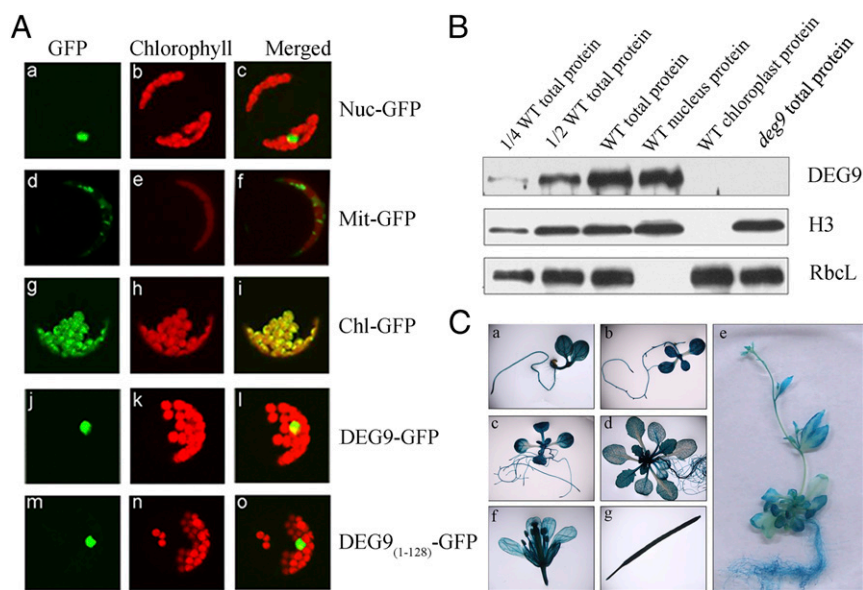 A
GFP Chlorophyll Merged
a b c Nuc-GFP
d e f Mit-GFP
g h i Chl-GFP
j k l DEG9-GFP
m n o DEG9(1-128)-GFP
B
1/4 WT total protein
1/2 WT total protein
WT total protein
WT nucleus protein
WT chloroplast protein
deg9 total protein
DEG9
H3
RbcL
C
a b e
c d
f g